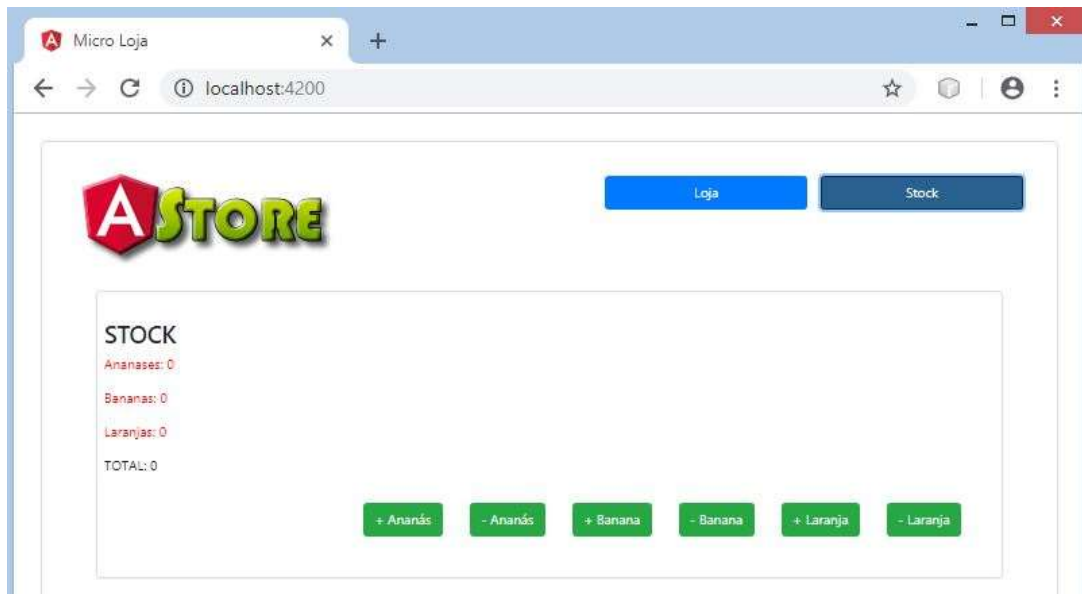 Micro Loja
localhost:4200
ASTORE
Loja
Stock
STOCK
Ananases: 0
Bananas: 0
Laranjas: 0
TOTAL: 0
+ Ananás
- Ananás
+ Banana
- Banana
+ Laranja
- Laranja